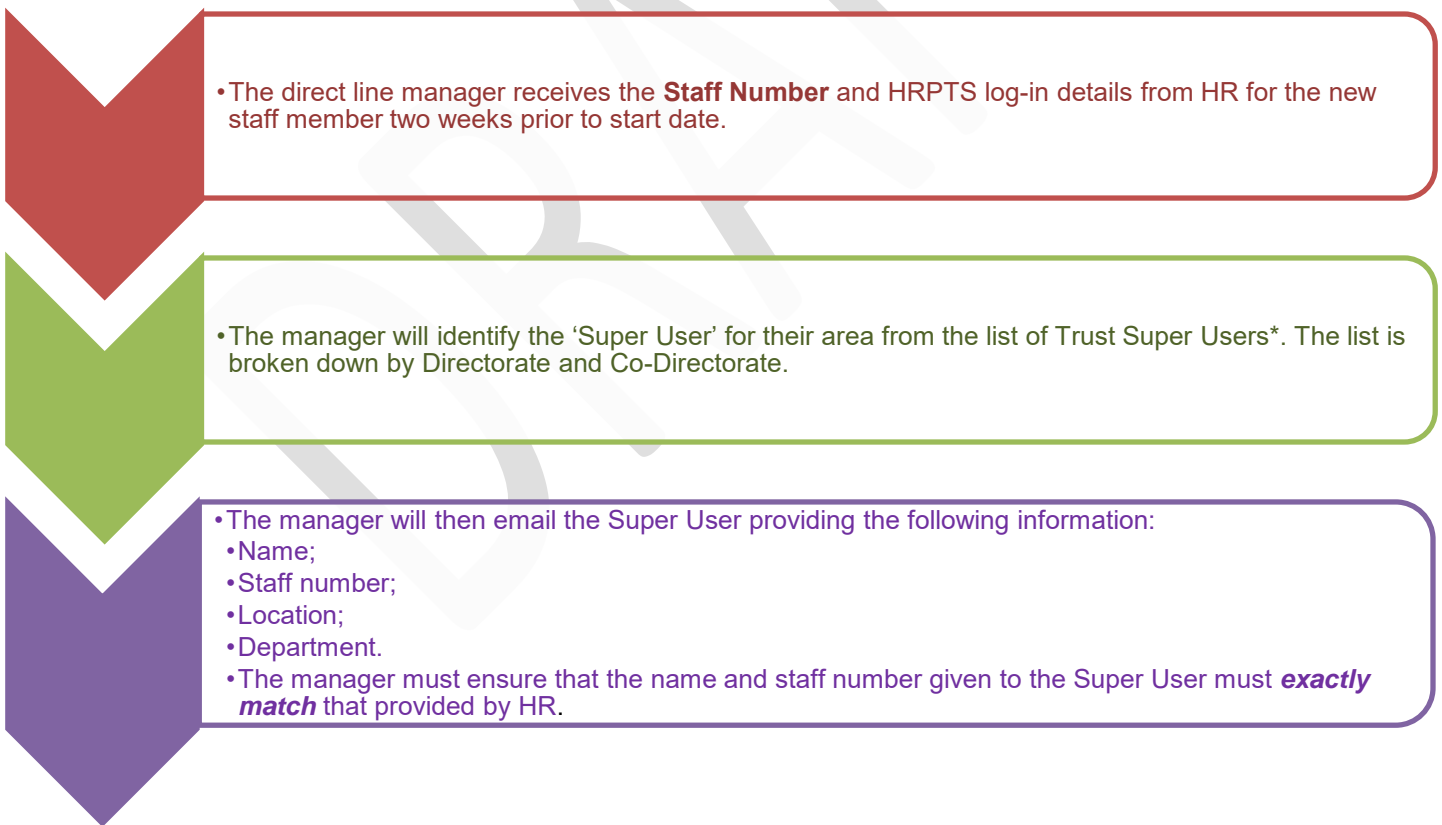 •The direct line manager receives the Staff Number and HRPTS log-in details from HR for the new
staff member two weeks prior to start date.
•The manager will identify the ‘Super User’ for their area from the list of Trust Super Users*. The list is
broken down by Directorate and Co-Directorate.
•The manager will then email the Super User providing the following information:
•Name;
•Staff number;
•Location;
•Department.
•The manager must ensure that the name and staff number given to the Super User must exactly
match that provided by HR.